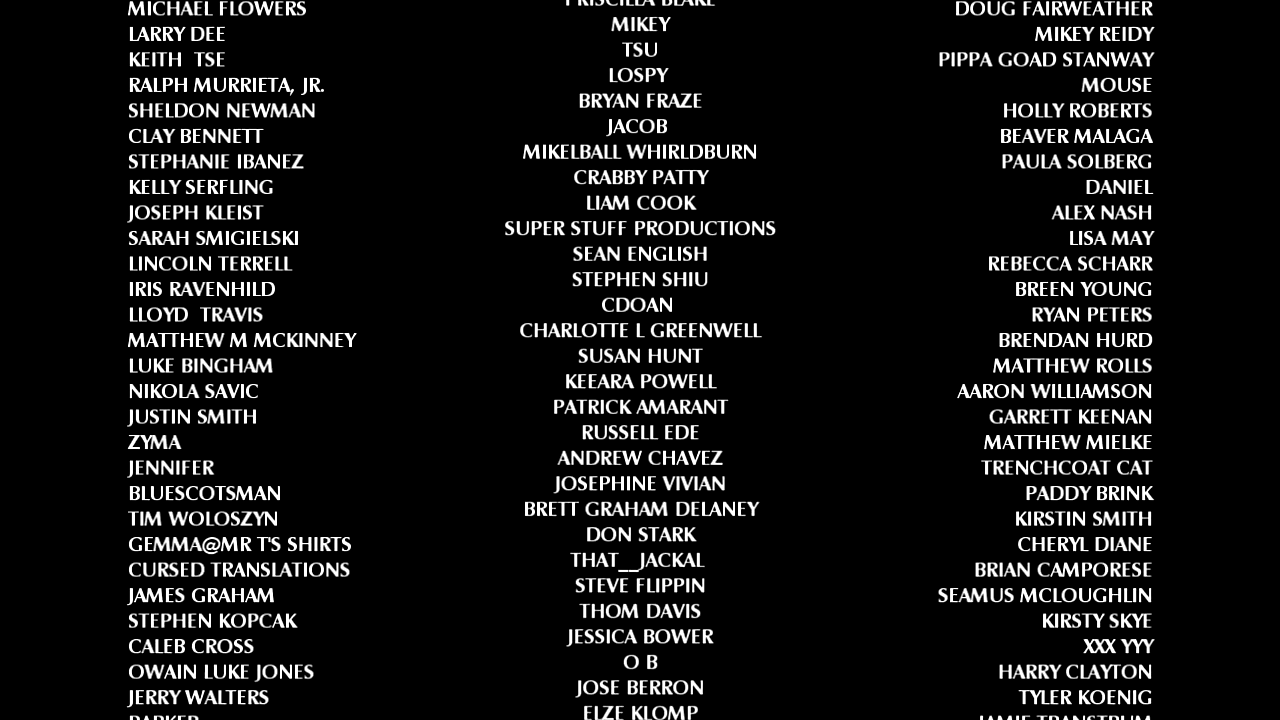 MICHAEL FLOWERS
LARRY DEE
KEITH  TSE
RALPH MURRIETA, JR.
SHELDON NEWMAN
CLAY BENNETT
STEPHANIE IBANEZ
KELLY SERFLING
JOSEPH KLEIST
SARAH SMIGIELSKI
LINCOLN TERRELL
IRIS RAVENHILD
LLOYD  TRAVIS
MATTHEW M MCKINNEY
LUKE BINGHAM
NIKOLA SAVIC
JUSTIN SMITH
ZYMA
JENNIFER
BLUESCOTSMAN
TIM WOLOSZYN
GEMMA@MR T'S SHIRTS
CURSED TRANSLATIONS
JAMES GRAHAM
STEPHEN KOPCAK
CALEB CROSS
OWAIN LUKE JONES
JERRY WALTERS
PRISCILLA BLAKE
MIKEY
TSU
LOSPY
BRYAN FRAZE
JACOB
MIKELBALL WHIRLDBURN
CRABBY PATTY
LIAM COOK
SUPER STUFF PRODUCTIONS
SEAN ENGLISH
STEPHEN SHIU
CDOAN
CHARLOTTE L GREENWELL
SUSAN HUNT
KEEARA POWELL
PATRICK AMARANT
RUSSELL EDE
ANDREW CHAVEZ
JOSEPHINE VIVIAN
BRETT GRAHAM DELANEY
DON STARK
THAT__JACKAL
STEVE FLIPPIN
THOM DAVIS
JESSICA BOWER
O B
JOSE BERRON
ELZE KLOMP
DOUG FAIRWEATHER
MIKEY REIDY
PIPPA GOAD STANWAY
MOUSE
HOLLY ROBERTS
BEAVER MALAGA
PAULA SOLBERG
DANIEL
ALEX NASH
LISA MAY
REBECCA SCHARR
BREEN YOUNG
RYAN PETERS
BRENDAN HURD
MATTHEW ROLLS
AARON WILLIAMSON
GARRETT KEENAN
MATTHEW MIELKE
TRENCHCOAT CAT
PADDY BRINK
KIRSTIN SMITH
CHERYL DIANE
BRIAN CAMPORESE
SEAMUS MCLOUGHLIN
KIRSTY SKYE
XXX YYY
HARRY CLAYTON
TYLER KOENIG